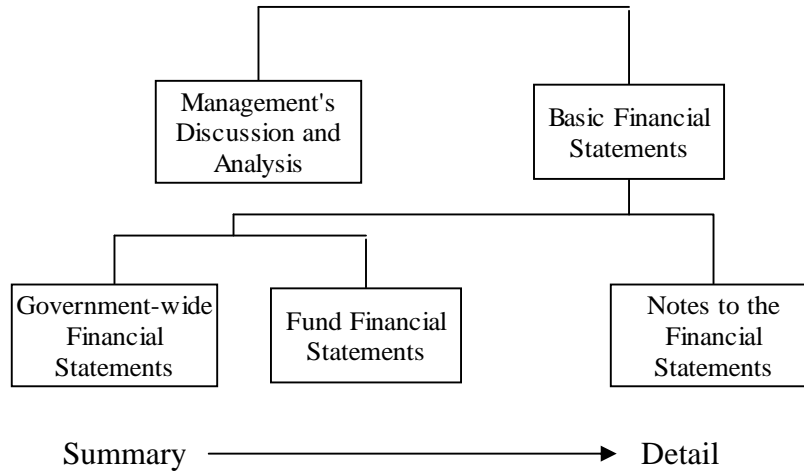 Management's
Discussion and
Analysis
Basic Financial
Statements
Government-wide
Financial
Statements
Fund Financial
Statements
Notes to the
Financial
Statements
Summary
Detail